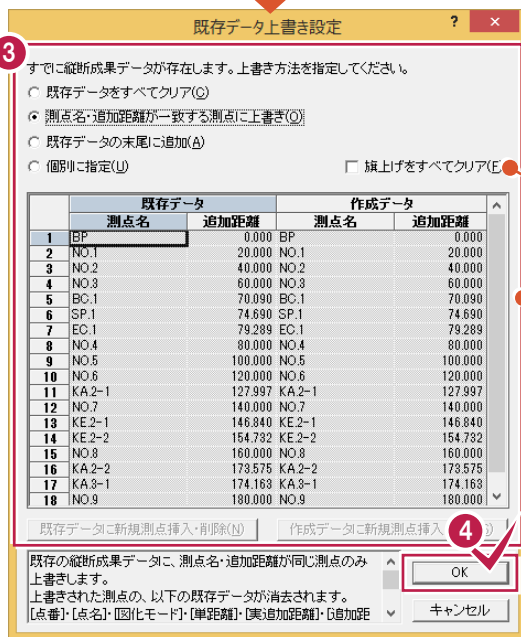 既存データ上書き設定 ? ×
3
すでに縦断成果データが存在します。上書き方法を指定してください。
既存データをすべてクリア(C)
測点名・追加距離が一致する測点に上書き(O)
既存データの末尾に追加(A)
個別に指定(U) 旗上げをすべてクリア(F)
既存データ 作成データ
測点名 追加距離 測点名 追加距離
1 BP 0.000 BP 0.000
2 NO.1 20.000 NO.1 20.000
3 NO.2 40.000 NO.2 40.000
4 NO.3 60.000 NO.3 60.000
5 BC.1 70.090 BC.1 70.090
6 SP.1 74.690 SP.1 74.690
7 EC.1 79.289 EC.1 79.289
8 NO.4 80.000 NO.4 80.000
9 NO.5 100.000 NO.5 100.000
10 NO.6 120.000 NO.6 120.000
11 KA.2-1 127.997 KA.2-1 127.997
12 NO.7 140.000 NO.7 140.000
13 KE.2-1 146.840 KE.2-1 146.840
14 KE.2-2 154.732 KE.2-2 154.732
15 NO.8 160.000 NO.8 160.000
16 KA.2-2 173.575 KA.2-2 173.575
17 KA.3-1 174.163 KA.3-1 174.163
18 NO.9 180.000 NO.9 180.000
既存データに新規測点挿入・削除(N) 作成データに新規測点挿入
4
既存の縦断成果データに、測点名・追加距離が同じ測点のみ
上書きします。
上書きされた測点の、以下の既存データが消去されます。
[点番]・[点名]・[図化モード]・[単距離]・[実追加距離]・[追加距
OK
キャンセル